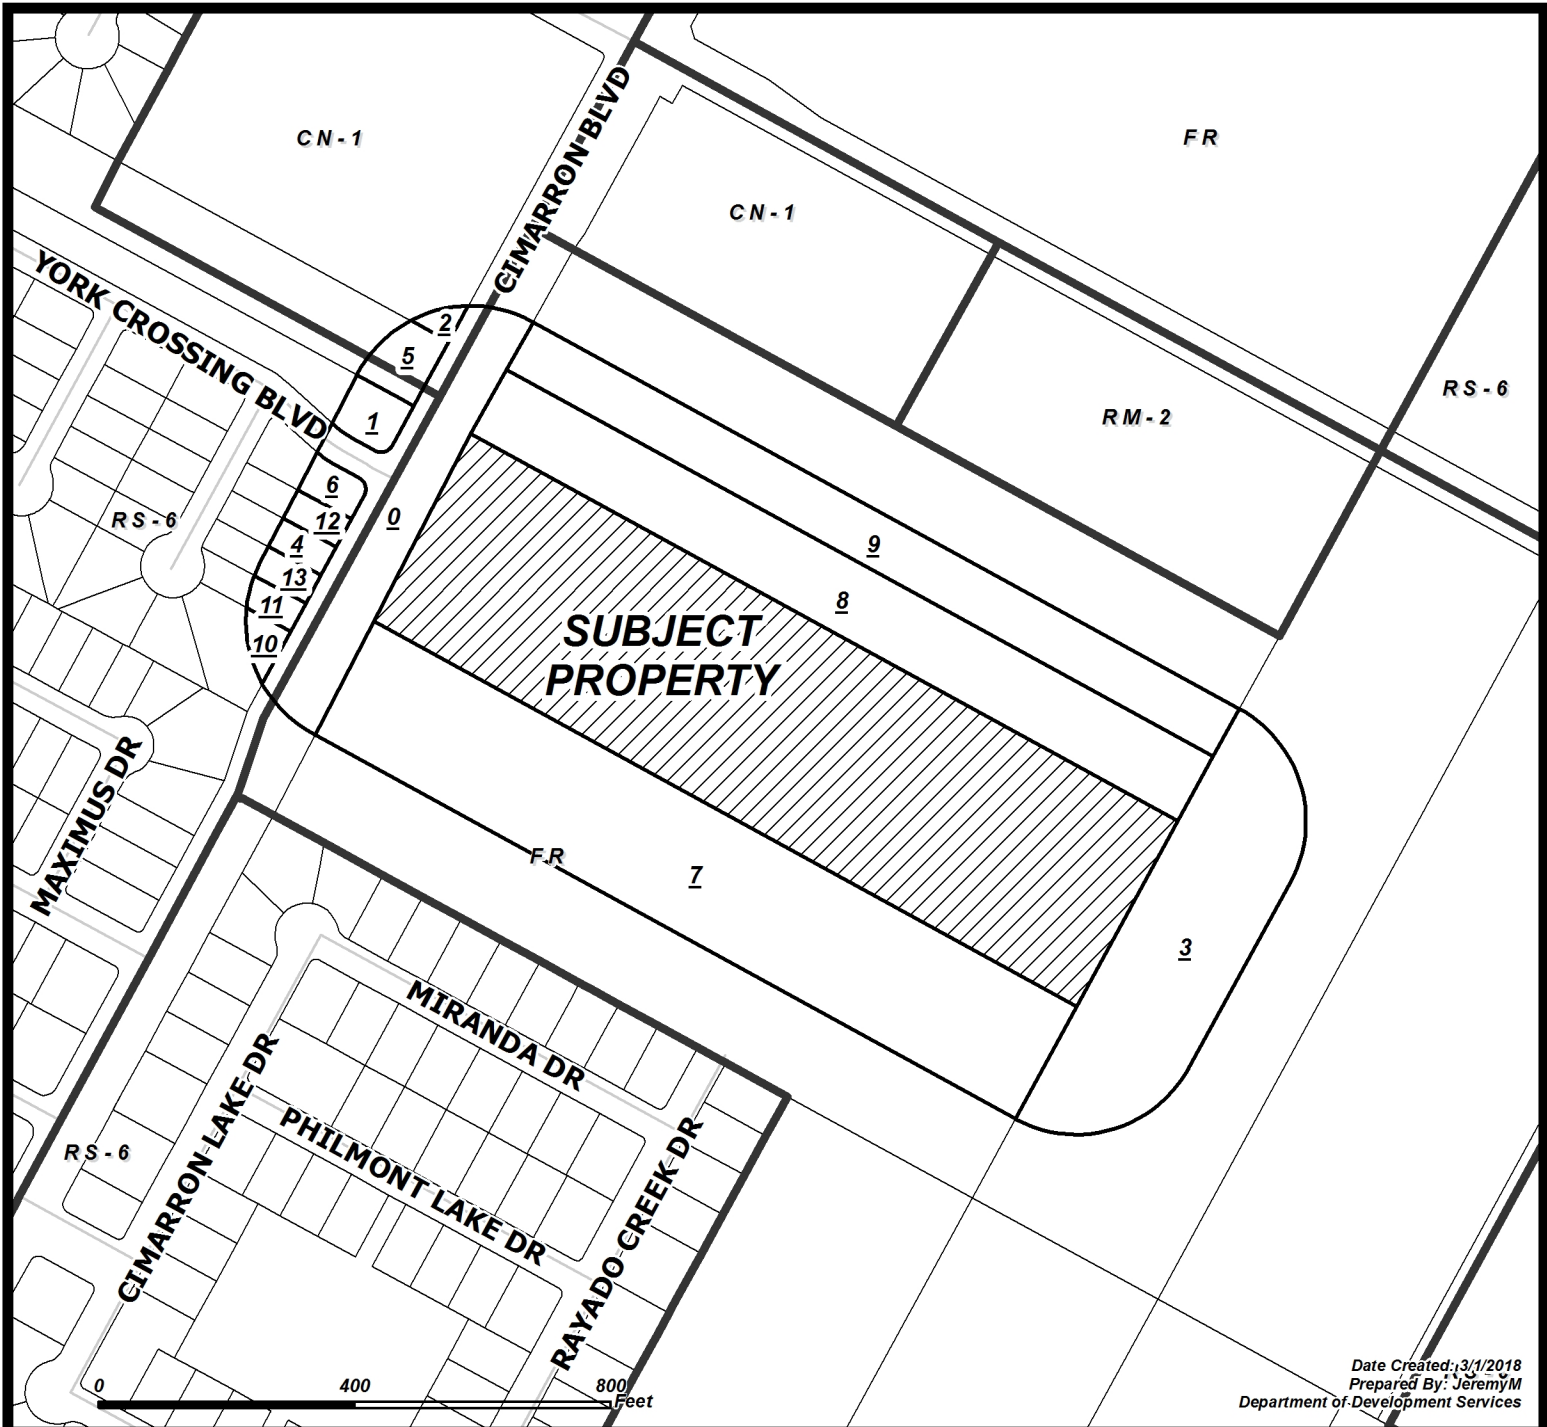 CN-1
FR
CIMARRON BLVD
CN-1
YORK CROSSING BLVD
2
5
RS-6
1
RM-2
6
RS-6
12
0
4
9
13
8
11
10
SUBJECT
PROPERTY
MAXIMUS DR
FR
7
3
MIRANDA DR
CIMARRON LAKE DR
PHILMONT LAKE DR
RS-6
RAYADO CREEK DR
0
400
800
Feet
Date Created: 3/1/2018
Prepared By: JeremyM
Department of Development Services